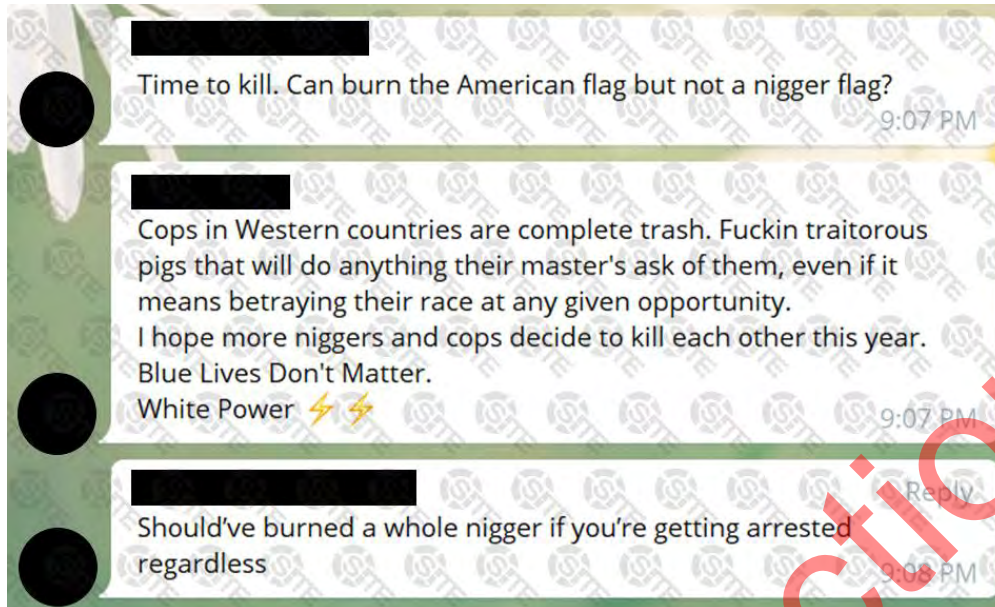 Time to kill. Can burn the American flag but not a nigger flag?
9:07 PM
Cops in Western countries are complete trash. Fuckin traitorous
pigs that will do anything their master's ask of them, even if it
means betraying their race at any given opportunity.
I hope more niggers and cops decide to kill each other this year.
Blue Lives Don't Matter.
White Power ⚡⚡
9:07 PM
Reply
Should've burned a whole nigger if you're getting arrested
regardless
9:08 PM
SITE
ctio